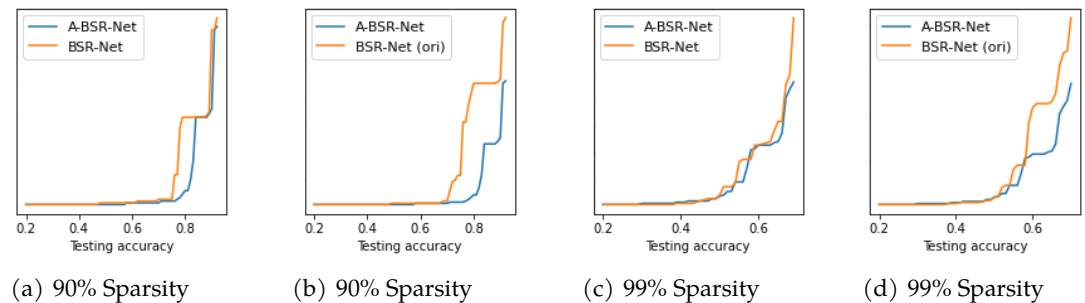 A-BSR-Net
BSR-Net
0.2 0.4 0.6 0.8
Testing accuracy
(a) 90% Sparsity
A-BSR-Net
BSR-Net (ori)
0.2 0.4 0.6 0.8
Testing accuracy
(b) 90% Sparsity
A-BSR-Net
BSR-Net
0.2 0.4 0.6
Testing accuracy
(c) 99% Sparsity
A-BSR-Net
BSR-Net (ori)
0.2 0.4 0.6
Testing accuracy
(d) 99% Sparsity